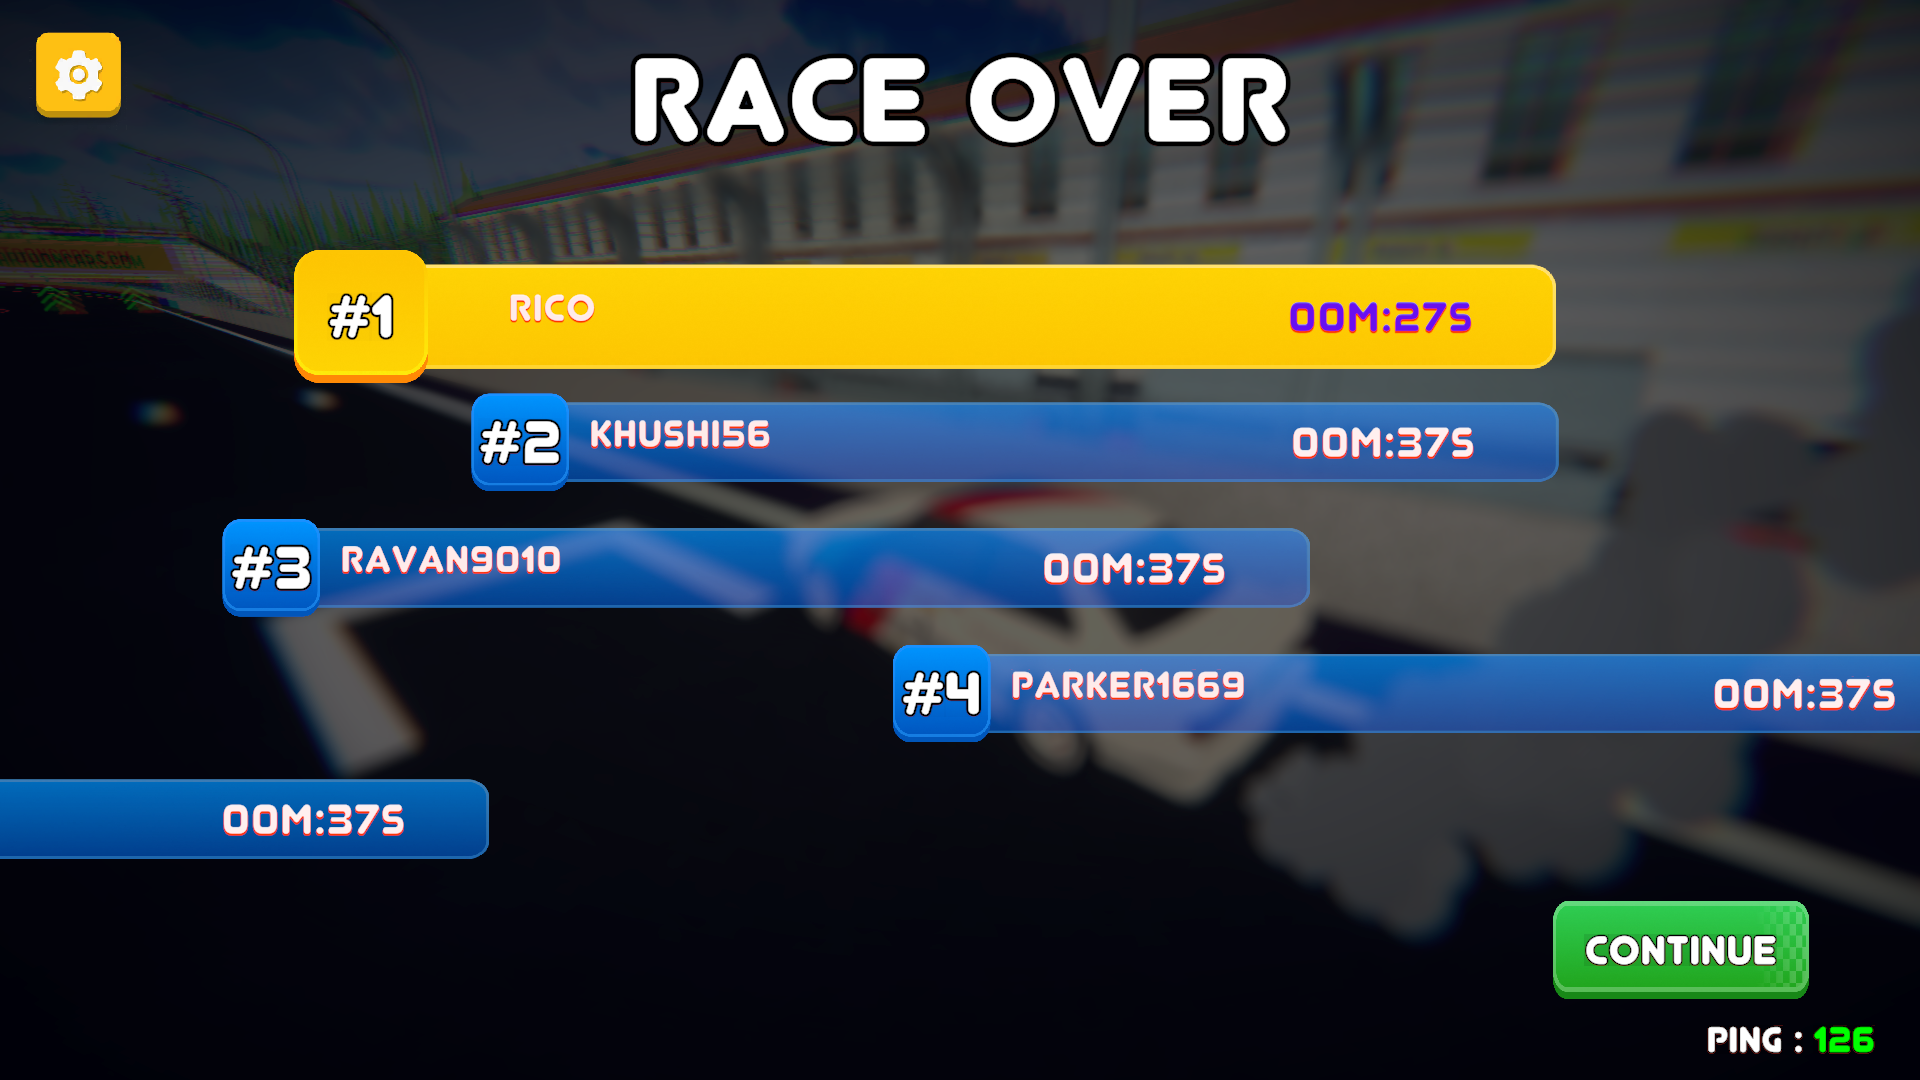 RACE OVER
#1 RICO 00M:27S
#2 KHUSHI56 00M:37S
#3 RAVAN9010 00M:37S
#4 PARKER1669 00M:37S
00M:37S
CONTINUE
PING : 126